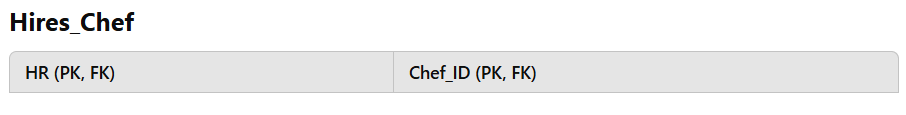 Hires_Chef
HR (PK, FK) Chef_ID (PK, FK)